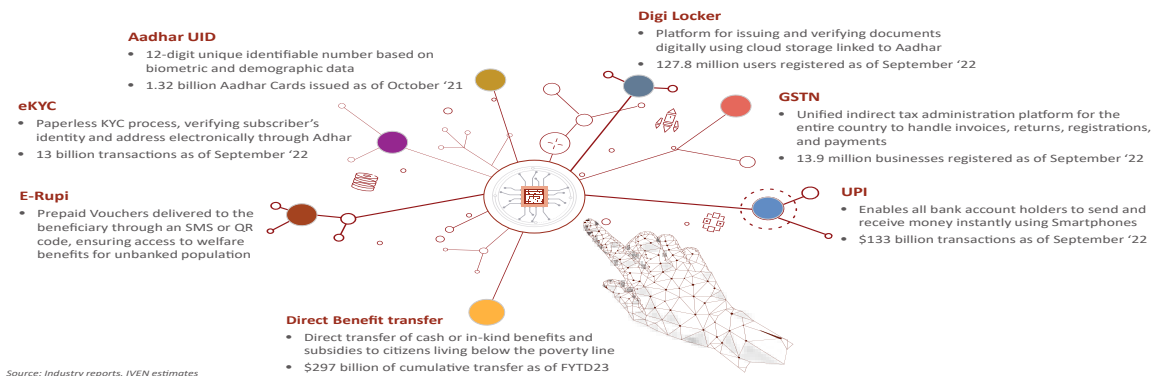 Digi Locker
• Platform for issuing and verifying documents
digitally using cloud storage linked to Aadhar
• 127.8 million users registered as of September ‘22
Aadhar UID
• 12-digit unique identifiable number based on
biometric and demographic data
• 1.32 billion Aadhar Cards issued as of October ‘21
GSTN
• Unified indirect tax administration platform for the
entire country to handle invoices, returns, registrations,
and payments
• 13.9 million businesses registered as of September ‘22
eKYC
• Paperless KYC process, verifying subscriber’s
identity and address electronically through Adhar
• 13 billion transactions as of September ‘22
E-Rupi
• Prepaid Vouchers delivered to the
beneficiary through an SMS or QR
code, ensuring access to welfare
benefits for unbanked population
UPI
• Enables all bank account holders to send and
receive money instantly using Smartphones
• $133 billion transactions as of September ‘22
Direct Benefit transfer
• Direct transfer of cash or in-kind benefits and
subsidies to citizens living below the poverty line
• $297 billion of cumulative transfer as of FYTD23
Source: Industry reports, IVEN estimates